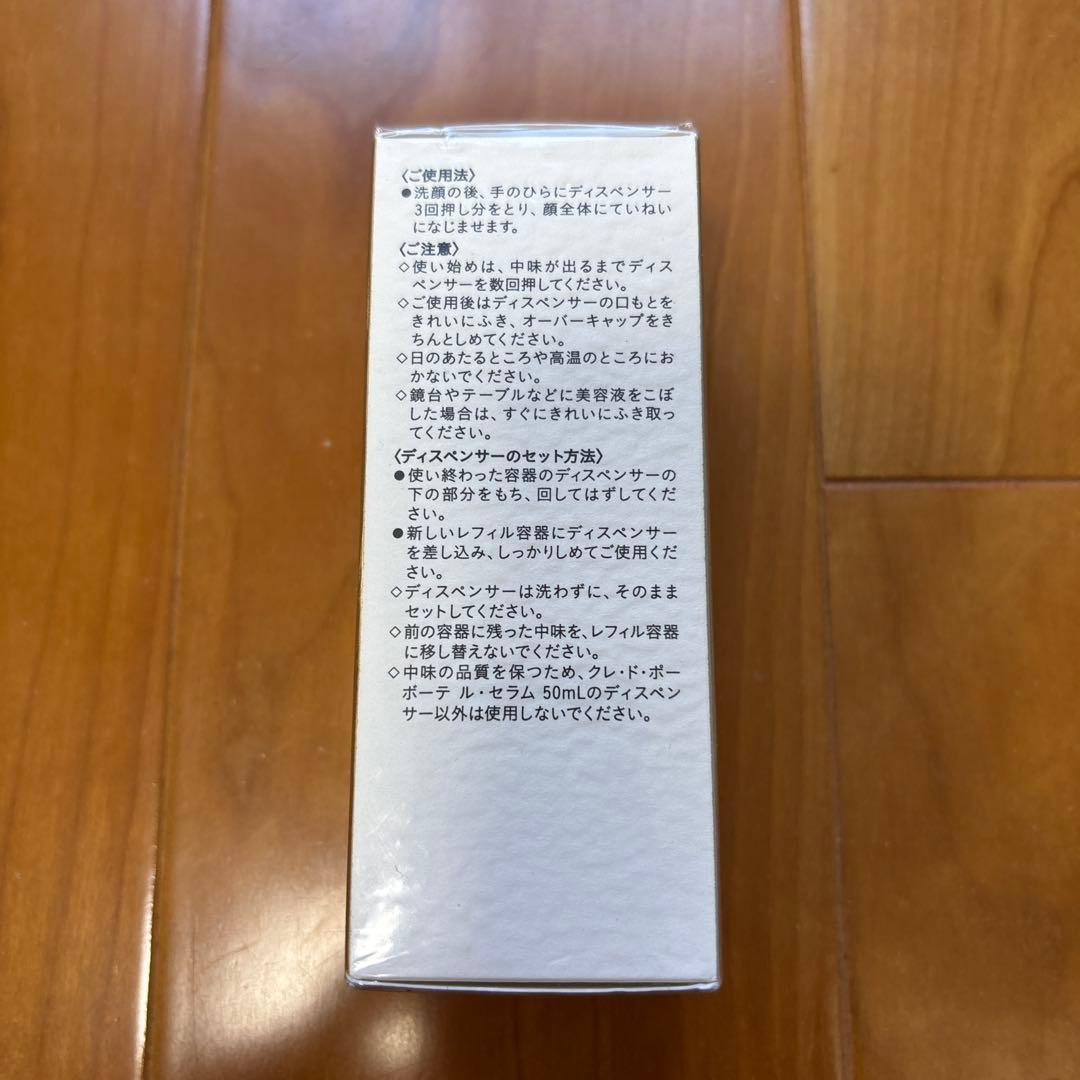 〈ご使用法〉
●洗顔の後、手のひらにディスペンサー
3回押し分をとり、顔全体にていねい
になじませます。
〈ご注意〉
◇使い始めは、中味が出るまでディス
ペンサーを数回押してください。
◇ご使用後はディスペンサーの口もとを
きれいにふき、オーバーキャップをき
ちんとしめてください。
◇日のあたるところや高温のところにお
かないでください。
◇鏡台やテーブルなどに美容液をこぼ
した場合は、すぐにきれいにふき取っ
てください。
〈ディスペンサーのセット方法〉
●使い終わった容器のディスペンサーの
下の部分をもち、回してはずしてくだ
さい。
●新しいレフィル容器にディスペンサー
を差し込み、しっかりしめてご使用くだ
さい。
◇ディスペンサーは洗わずに、そのまま
セットしてください。
◇前の容器に残った中味を、レフィル容器
に移し替えないでください。
◇中味の品質を保つため、クレ・ド・ポー
ボーテ ル・セラム 50mLのディスペン
サー以外は使用しないでください。